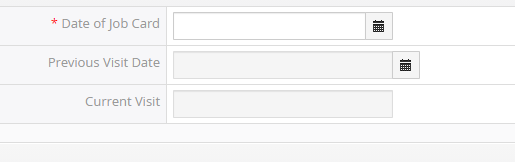 * Date of Job Card
Previous Visit Date
Current Visit